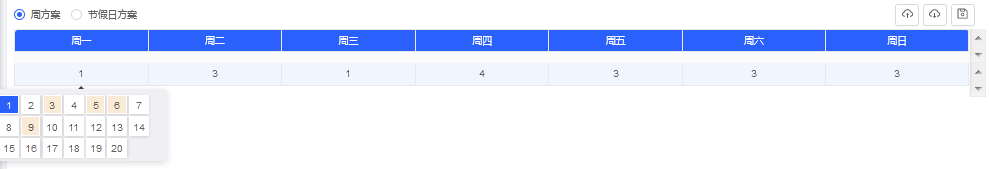 周方案 节假日方案
周一 周二 周三 周四 周五 周六 周日
1 3 1 4 3 3 3
1 2 3 4 5 6 7
8 9 10 11 12 13 14
15 16 17 18 19 20